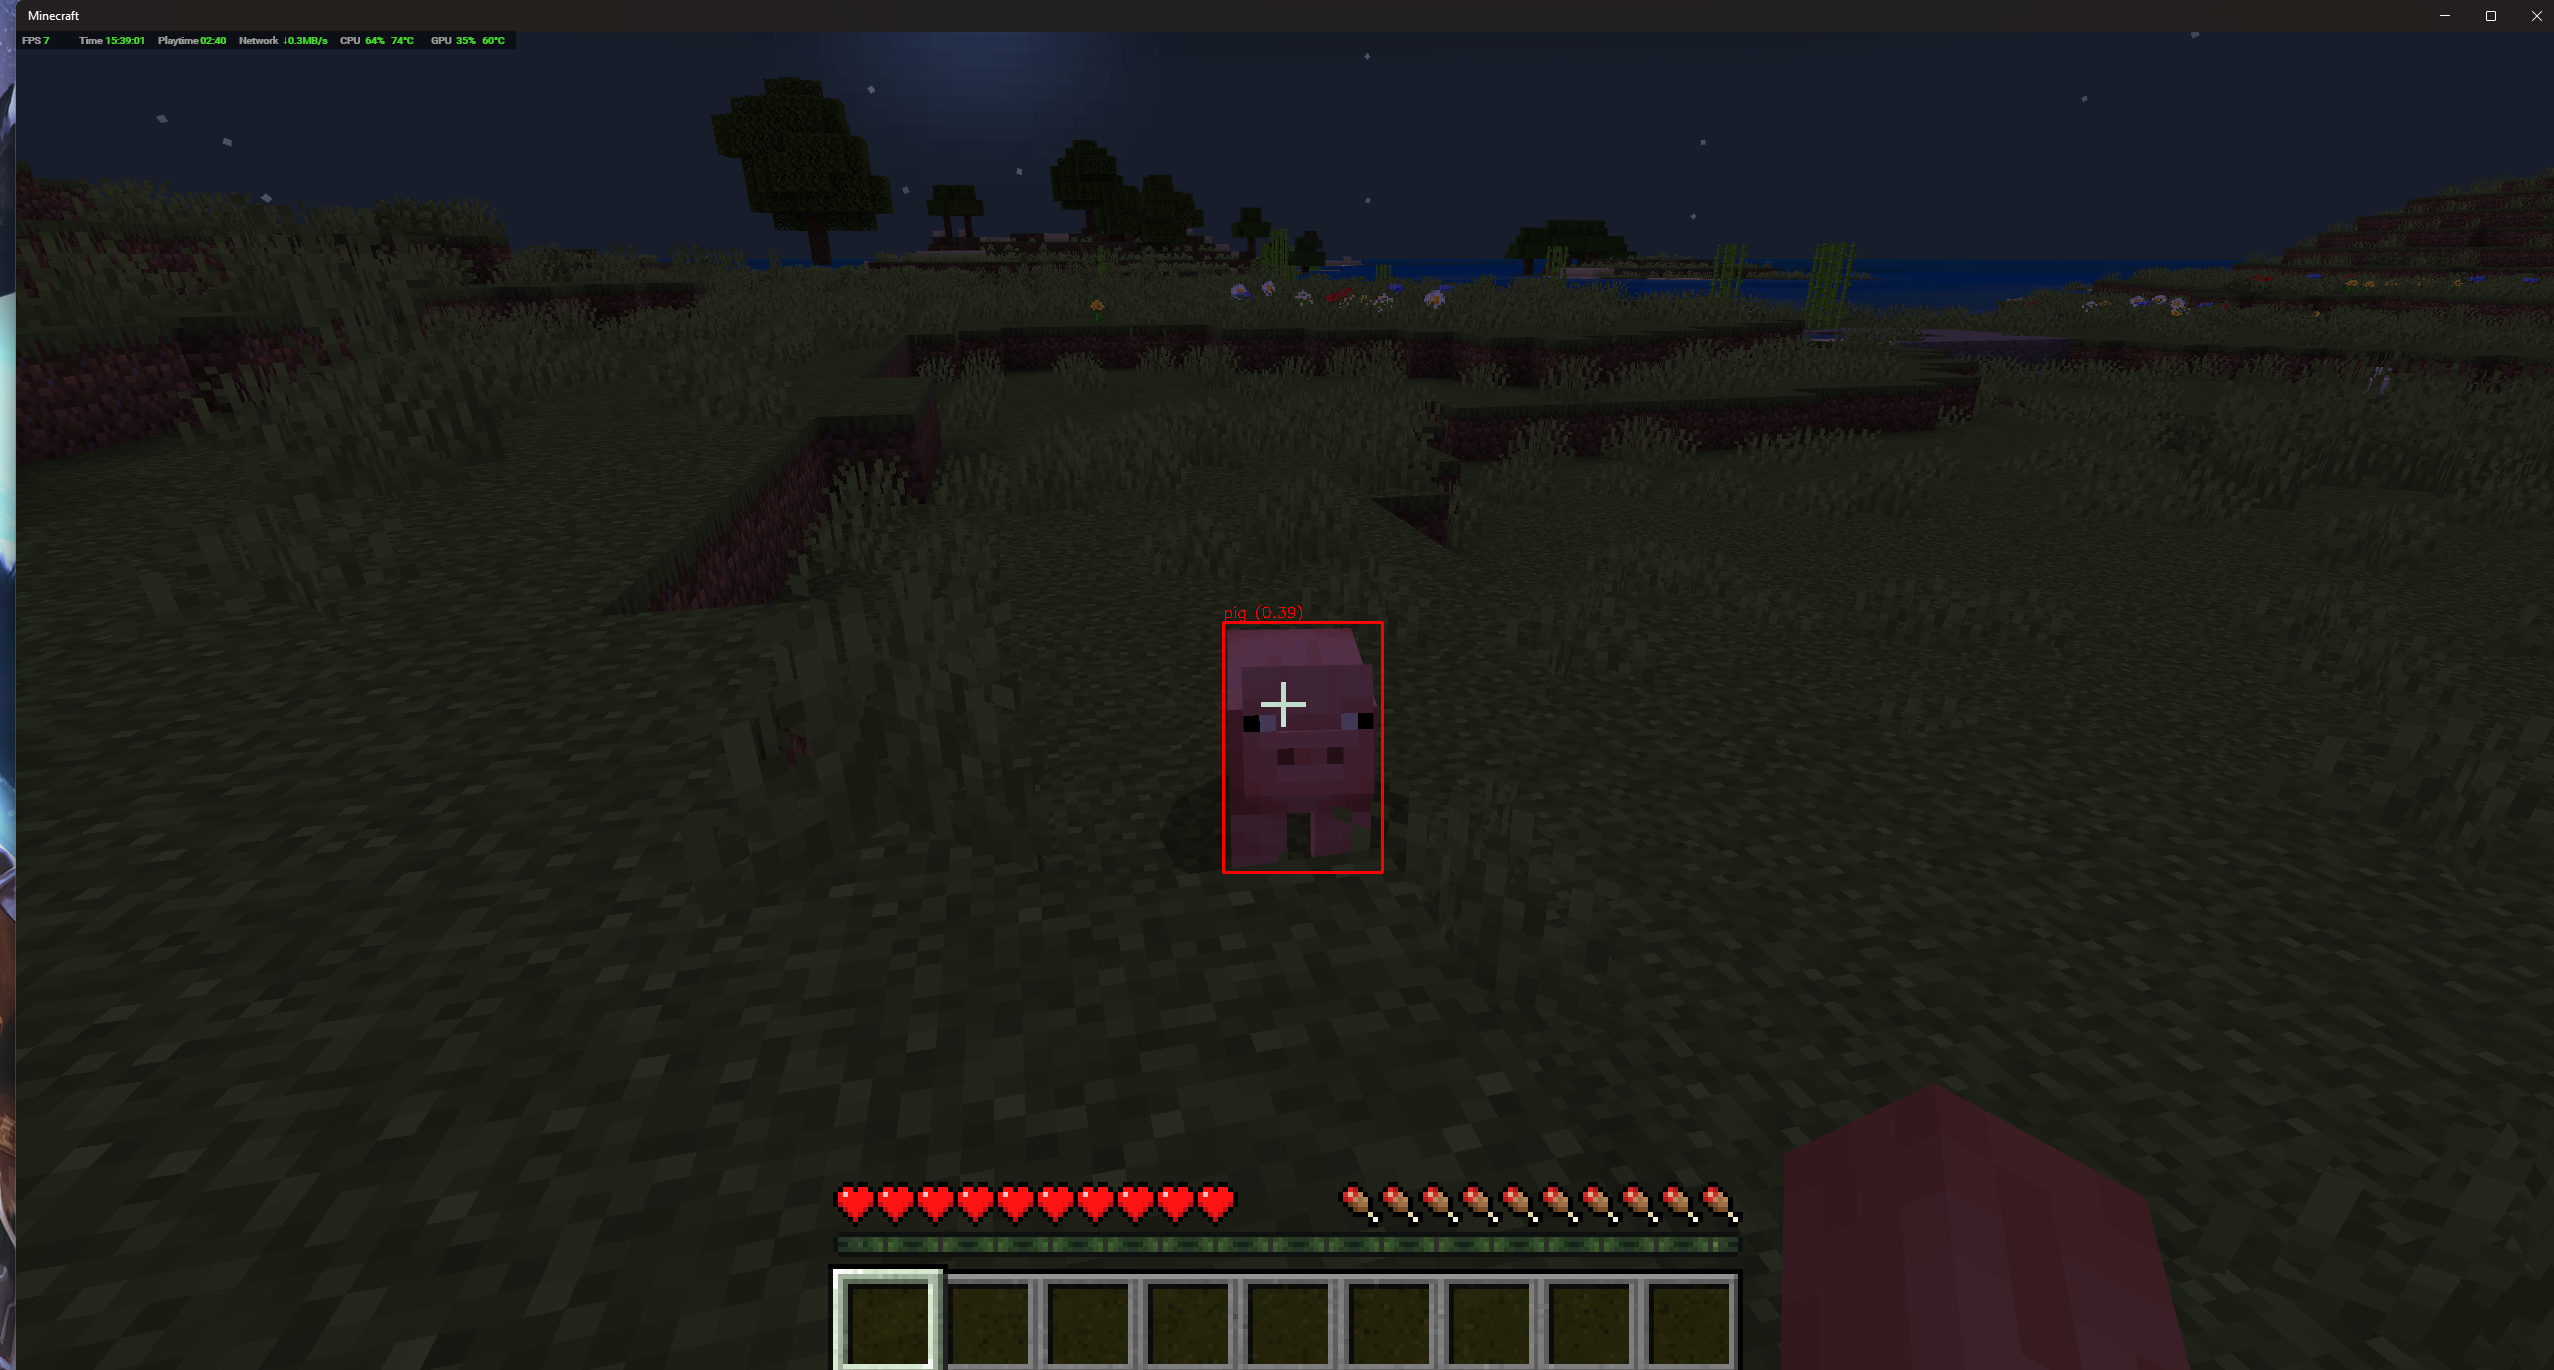 Minecraft
FPS 7 Time 15:39:01 Playtime 02:40 Network ↓0.3MB/s CPU 64% 74°C GPU 35% 60°C
pig (0.39)